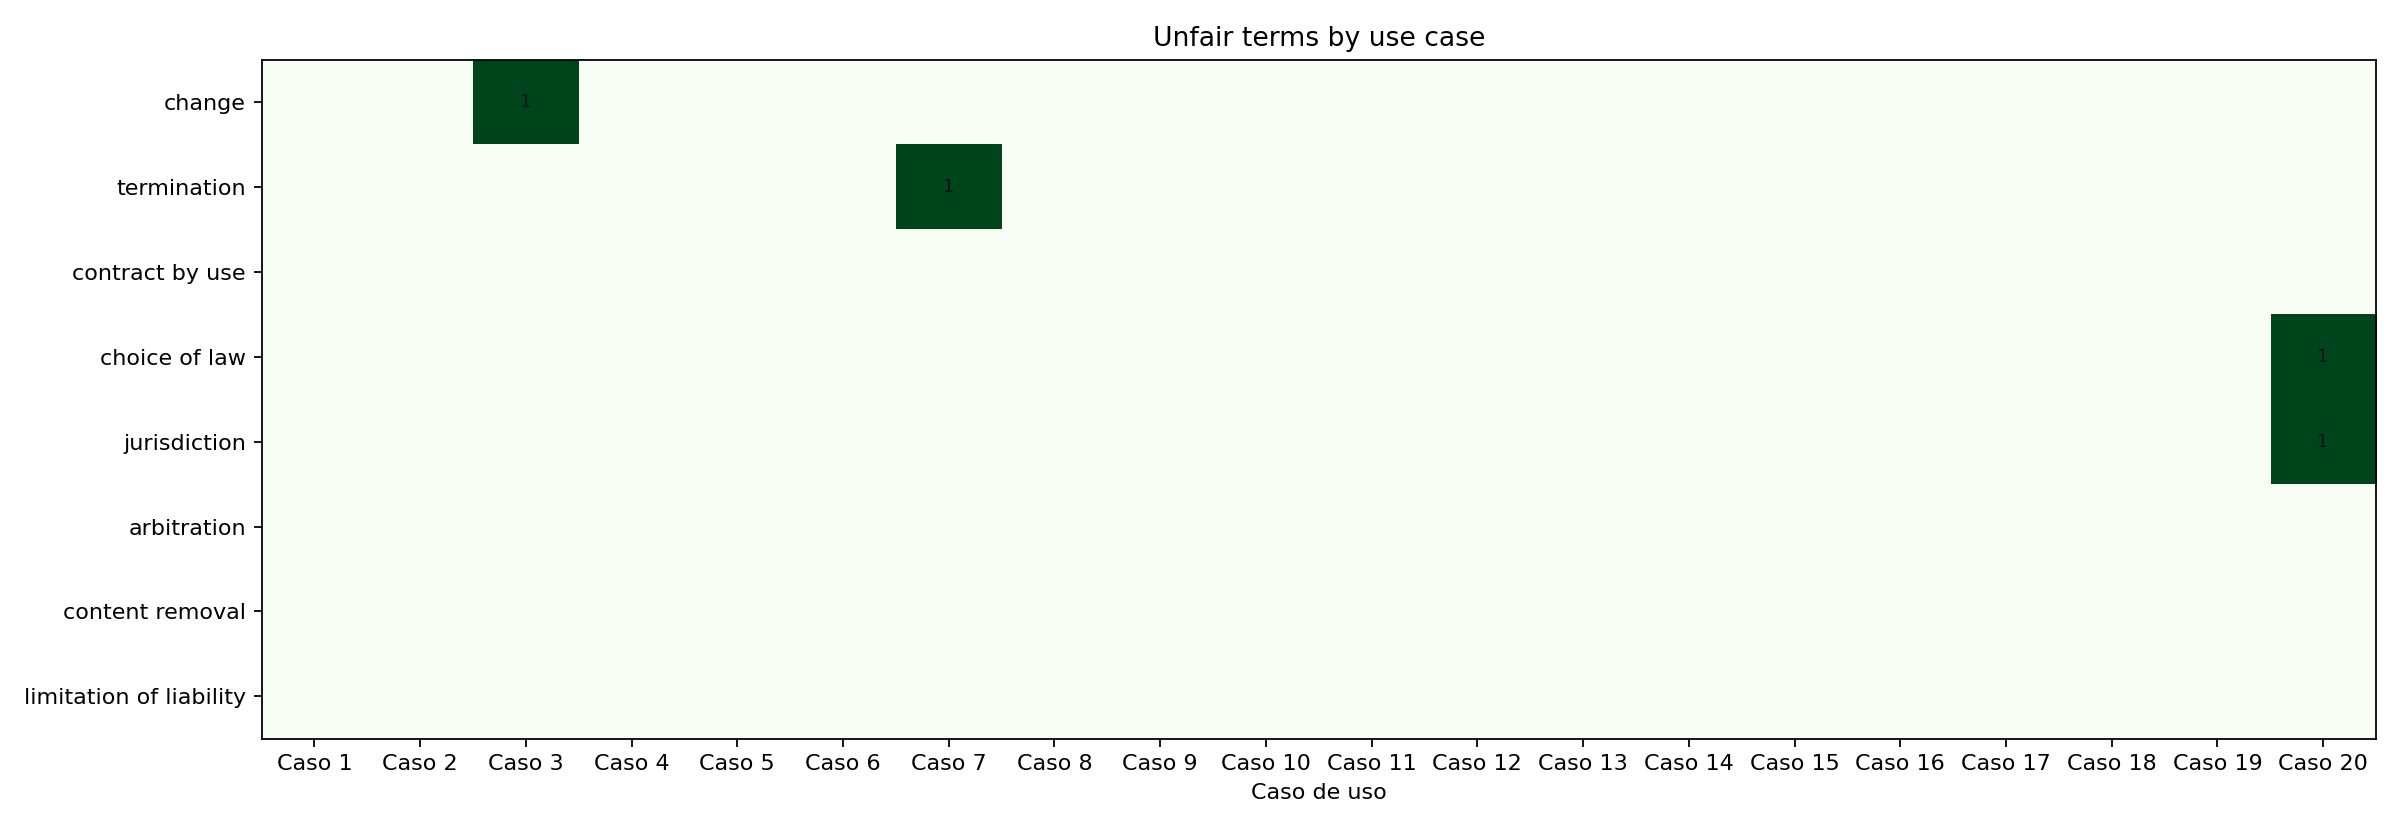 Unfair terms by use case
change
1
termination
1
contract by use
choice of law
1
jurisdiction
1
arbitration
content removal
limitation of liability
Caso 1 Caso 2 Caso 3 Caso 4 Caso 5 Caso 6 Caso 7 Caso 8 Caso 9 Caso 10 Caso 11 Caso 12 Caso 13 Caso 14 Caso 15 Caso 16 Caso 17 Caso 18 Caso 19 Caso 20
Caso de uso